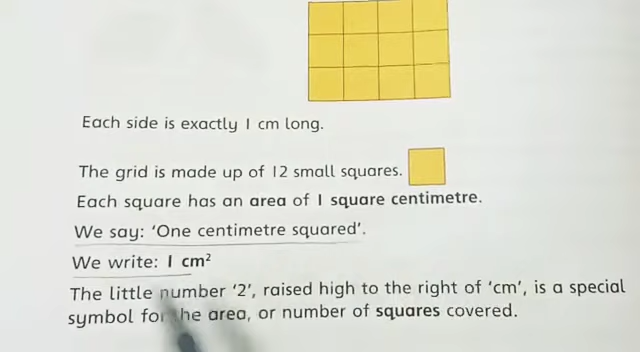 Each side is exactly 1 cm long.
The grid is made up of 12 small squares.
Each square has an area of 1 square centimetre.
We say: 'One centimetre squared'.
We write: 1 cm²
The little number '2', raised high to the right of 'cm', is a special
symbol for the area, or number of squares covered.